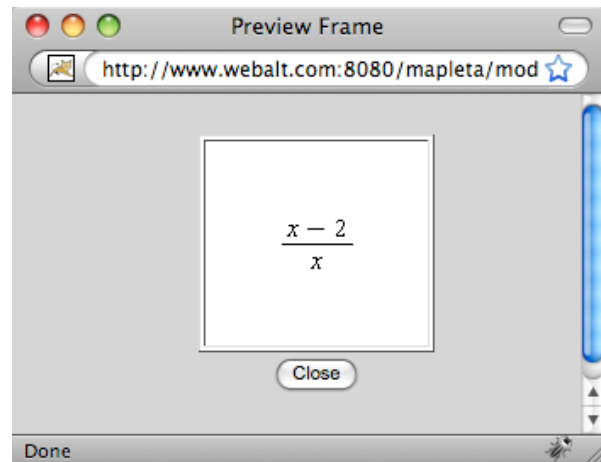 Preview Frame
http://www.webalt.com:8080/mapleta/mod
x − 2
x
Close
Done